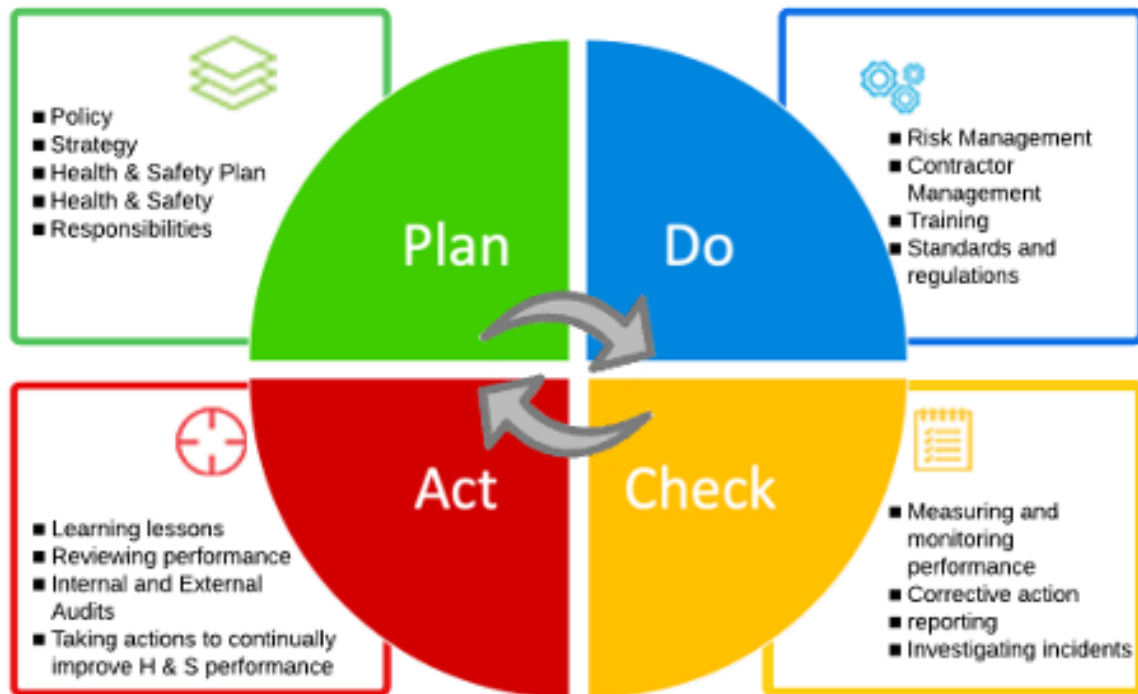 ■ Policy
■ Strategy
■ Health & Safety Plan
■ Health & Safety
■ Responsibilities
Plan
Do
■ Risk Management
■ Contractor
Management
■ Training
■ Standards and
regulations
■ Learning lessons
■ Reviewing performance
■ Internal and External
Audits
■ Taking actions to continually
improve H & S performance
Act
Check
■ Measuring and
monitoring
performance
■ Corrective action
■ reporting
■ Investigating incidents